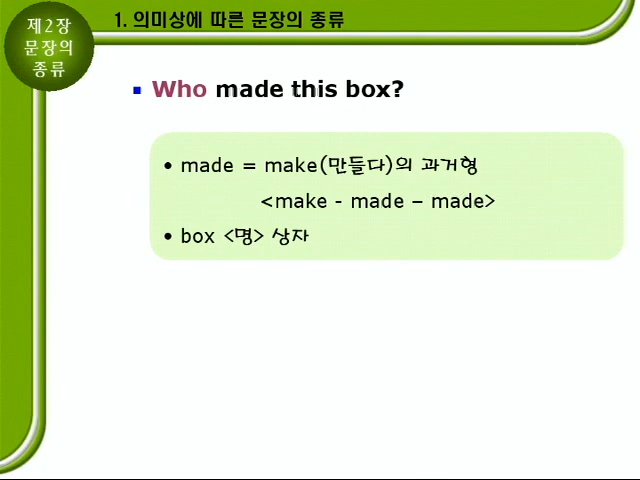 제2장
문장의
종류
1. 의미상에 따른 문장의 종류
▪ Who made this box?
• made = make(만들다)의 과거형
<make - made – made>
• box <명> 상자